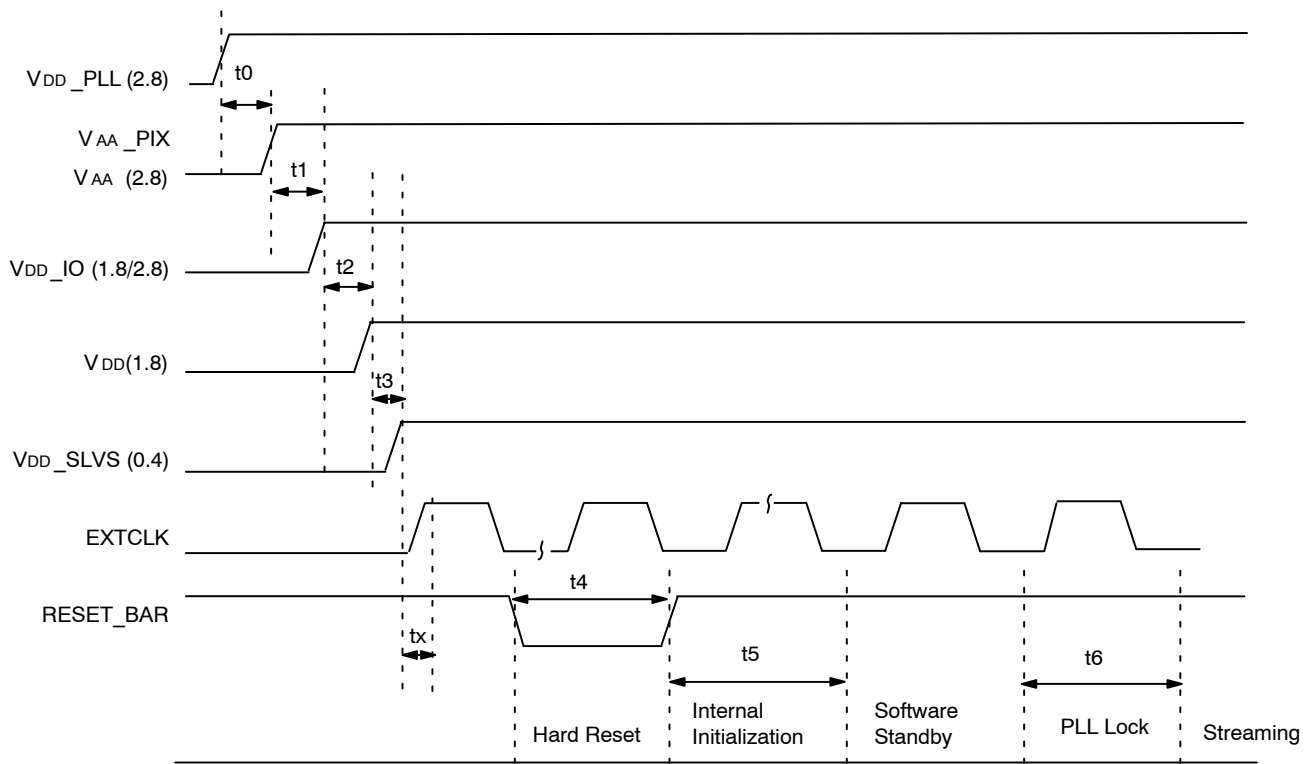 VDD_PLL (2.8)
t0
VAA_PIX
VAA (2.8)
t1
VDD_IO (1.8/2.8)
t2
VDD(1.8)
t3
VDD_SLVS (0.4)
EXTCLK
RESET_BAR
t4
tx
t5
t6
Hard Reset
Internal
Initialization
Software
Standby
PLL Lock
Streaming